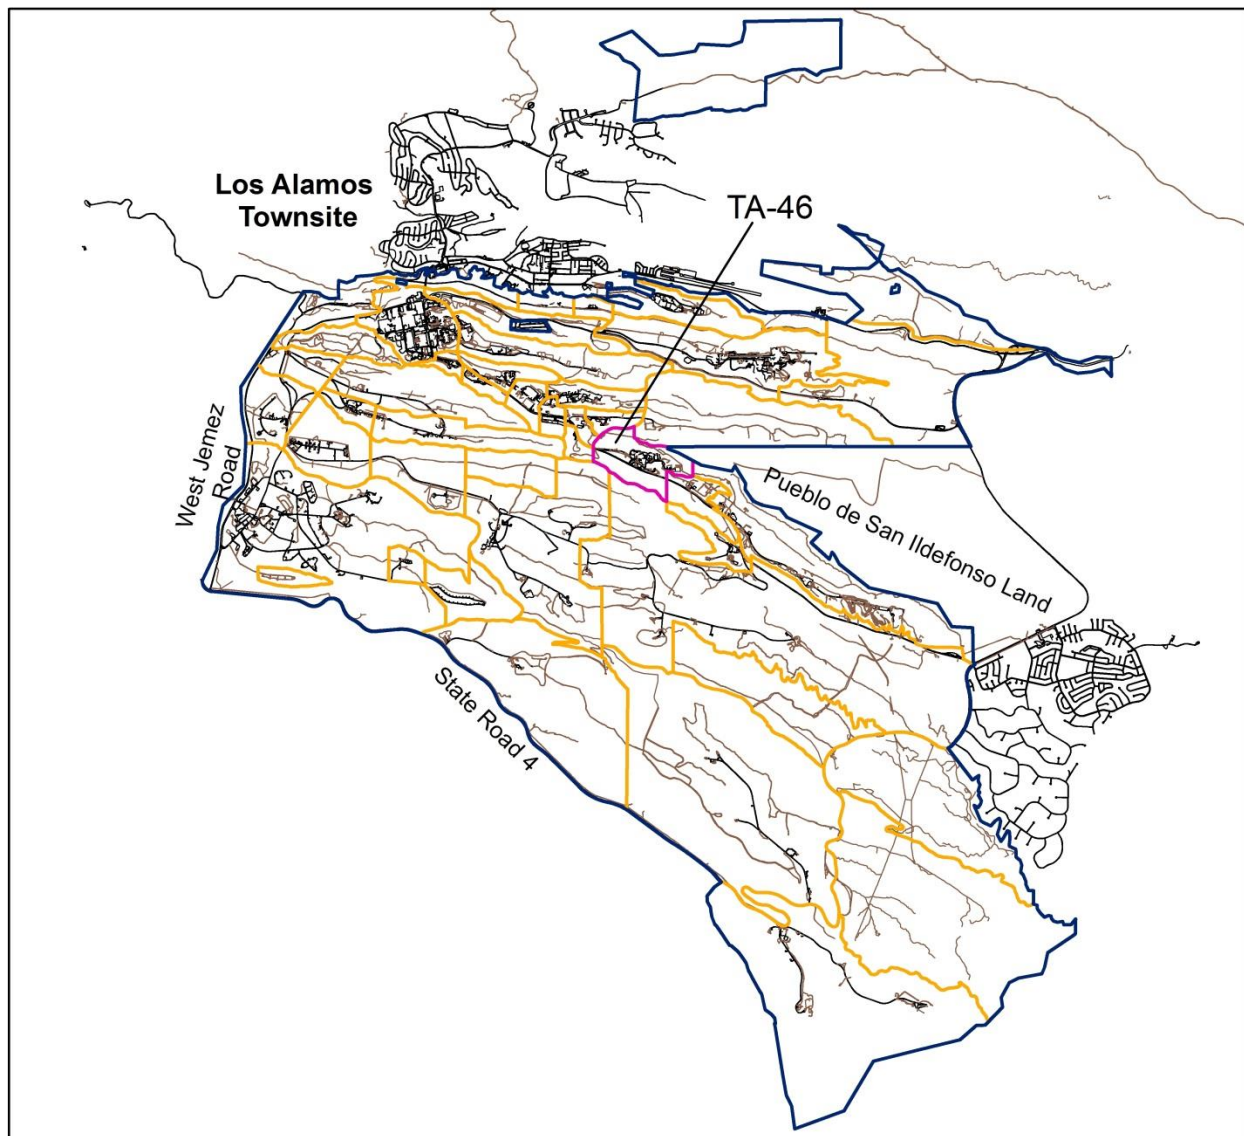 Los Alamos
Townsite
TA-46
West Jemez
Road
Pueblo de San Ildefonso Land
State Road 4